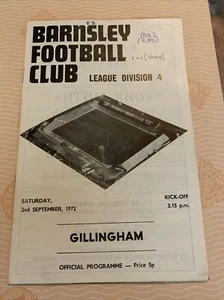 BARNSLEY
FOOTBALL
CLUB
LEAGUE DIVISION 4
SATURDAY,
2nd SEPTEMBER, 1972
KICK-OFF
3.15 p.m.
GILLINGHAM
OFFICIAL PROGRAMME — Price 5p